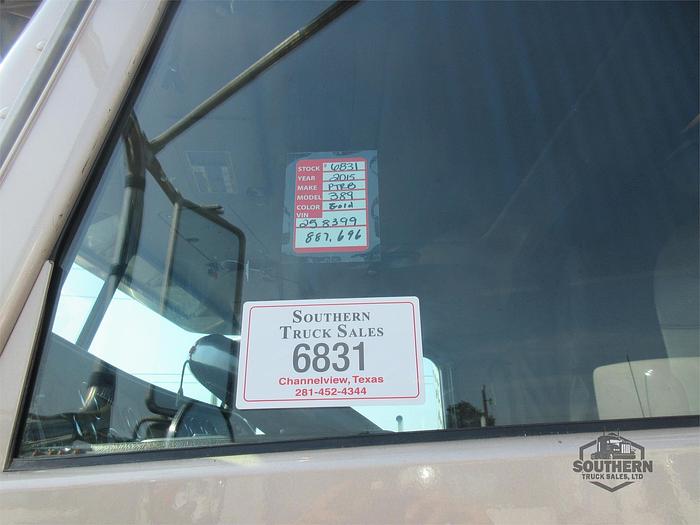 STOCK # 6831
YEAR 2015
MAKE PTRB
MODEL 389
COLOR Gold
VIN
258399
887,696
SOUTHERN
TRUCK SALES
6831
Channelview, Texas
281-452-4344
SOUTHERN
TRUCK SALES, LTD